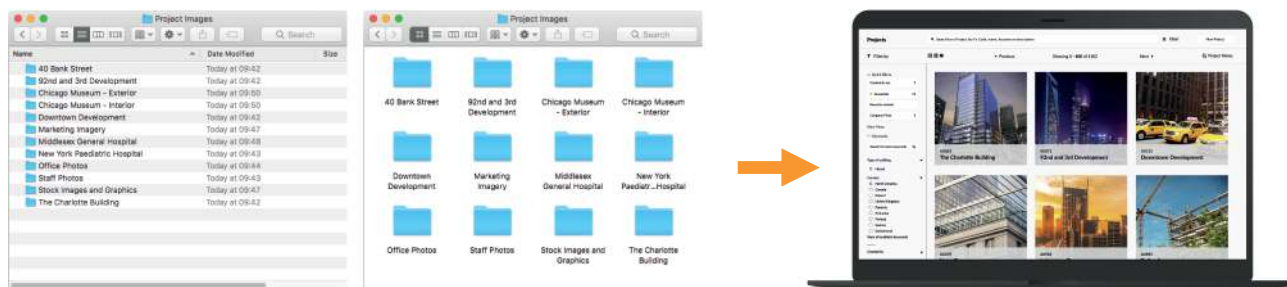 Project Images
Search
Name
Date Modified
Size
40 Bank Street
Today at 09:42
92nd and 3rd Development
Today at 09:42
Chicago Museum - Exterior
Today at 09:50
Chicago Museum - Interior
Today at 09:50
Downtown Development
Today at 09:42
Marketing Imagery
Today at 09:47
Middlesex General Hospital
Today at 09:48
New York Paediatric Hospital
Today at 09:43
Office Photos
Today at 09:44
Staff Photos
Today at 09:43
Stock Images and Graphics
Today at 09:47
The Charlotte Building
Today at 09:42
Project Images
Search
40 Bank Street
92nd and 3rd
Development
Chicago Museum
- Exterior
Chicago Museum
- Interior
Downtown
Development
Marketing
Imagery
Middlesex
General Hospital
New York
Paediatr...Hospital
Office Photos
Staff Photos
Stock Images and
Graphics
The Charlotte
Building
Projects
Filter by
Previous
Next
The Charlotte Building
92nd and 3rd Development
Downtown Development